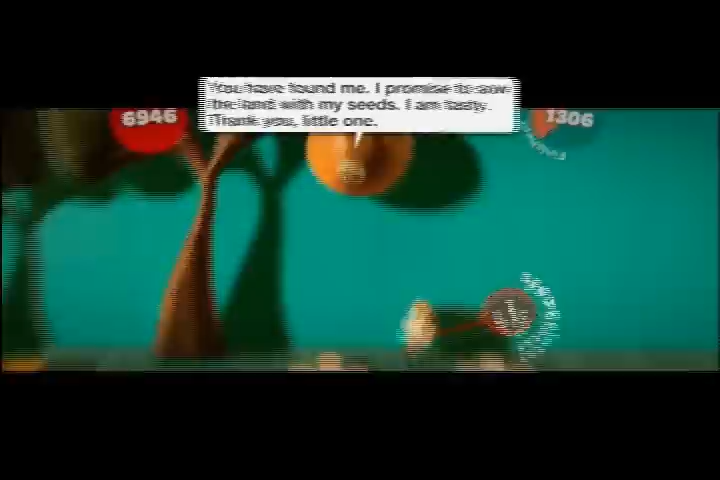 You have found me. I promise to sow
the land with my seeds. I am tasty.
Thank you, little one.
6946
1306